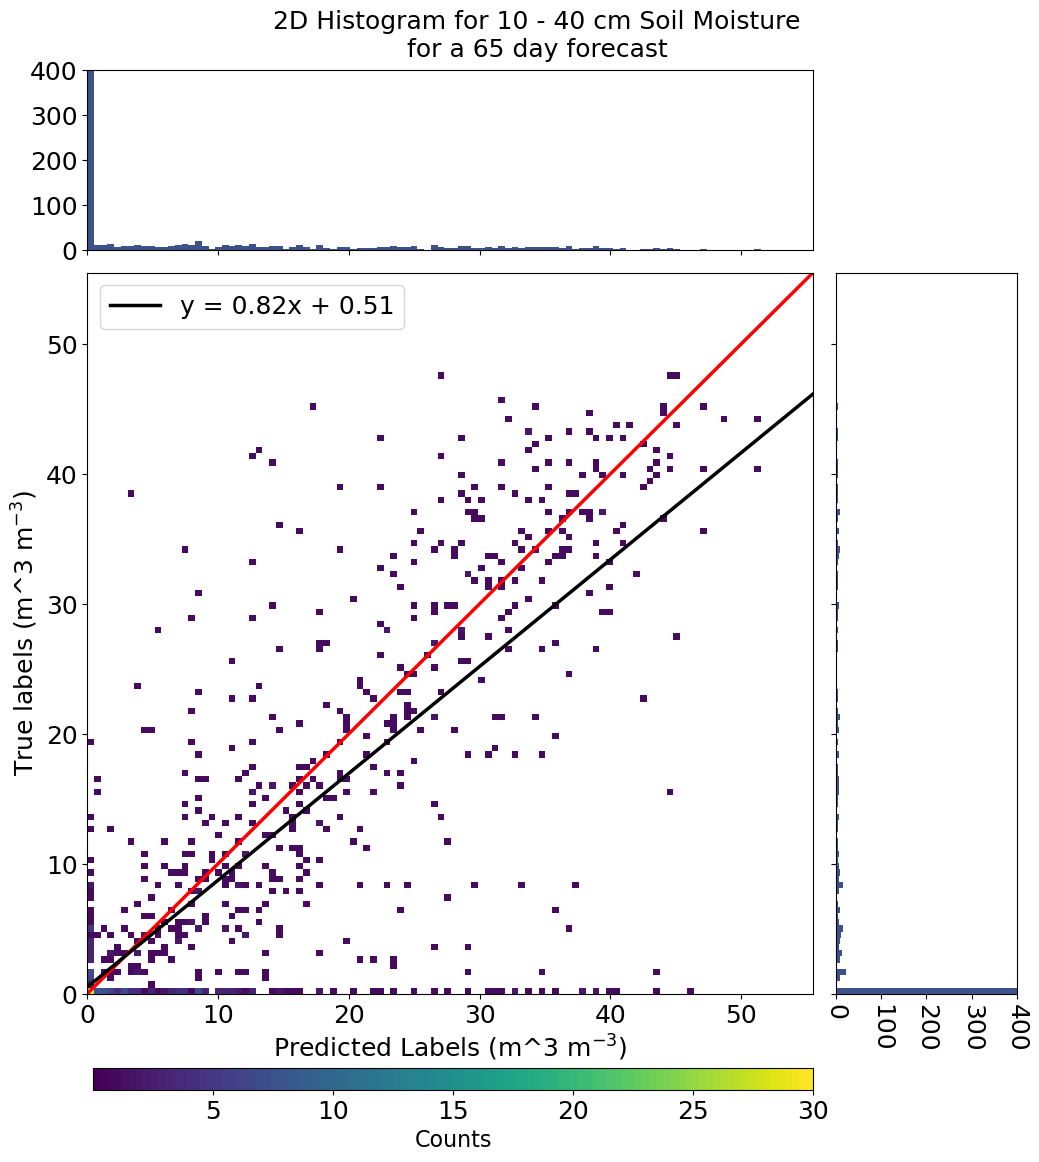 2D Histogram for 10 - 40 cm Soil Moisture
for a 65 day forecast
400
300
200
100
0
y = 0.82x + 0.51
50
40
30
20
10
0
True labels (m^3 m⁻³)
0 10 20 30 40 50
Predicted Labels (m^3 m⁻³)
0 100 200 300 400
5 10 15 20 25 30
Counts